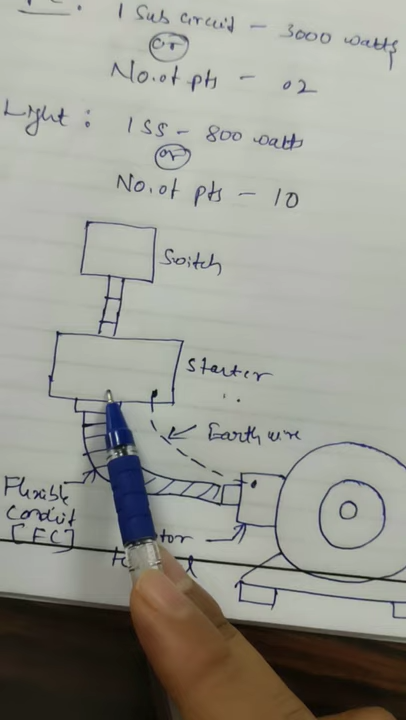 1 Sub circuit - 3000 watts
or
No. of pts - 02
Light : 1 SS - 800 watts
or
No. of pts - 10
Switch
Starter
Earth wire
Flexible
Conduit
[FC]